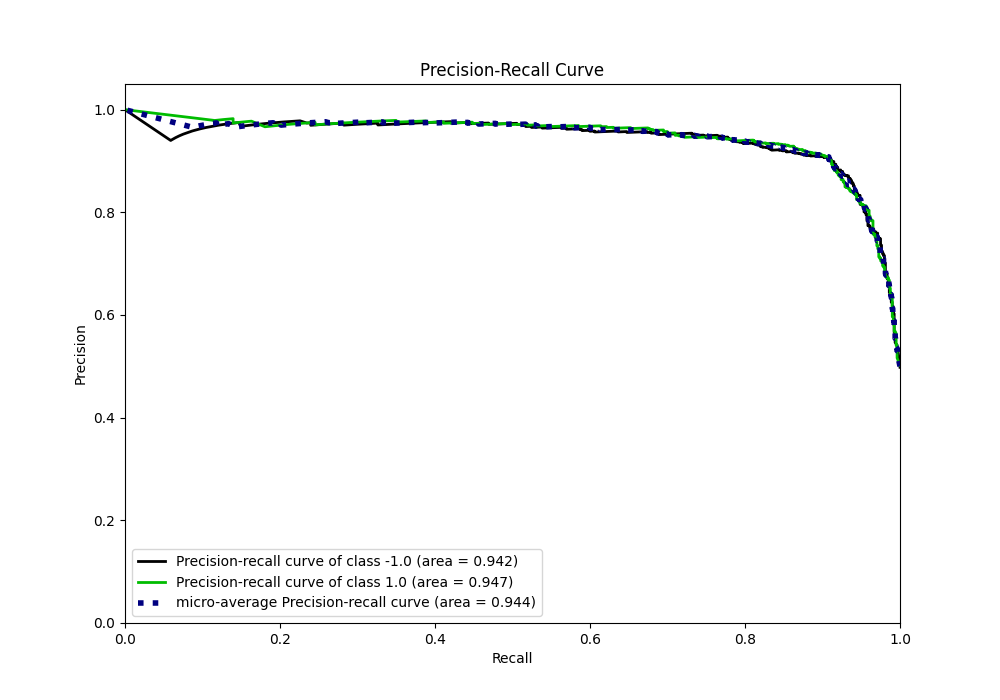 Precision-Recall Curve
1.0
0.8
0.6
0.4
0.2
0.0
Precision
Precision-recall curve of class -1.0 (area = 0.942)
Precision-recall curve of class 1.0 (area = 0.947)
micro-average Precision-recall curve (area = 0.944)
0.0 0.2 0.4 0.6 0.8 1.0
Recall